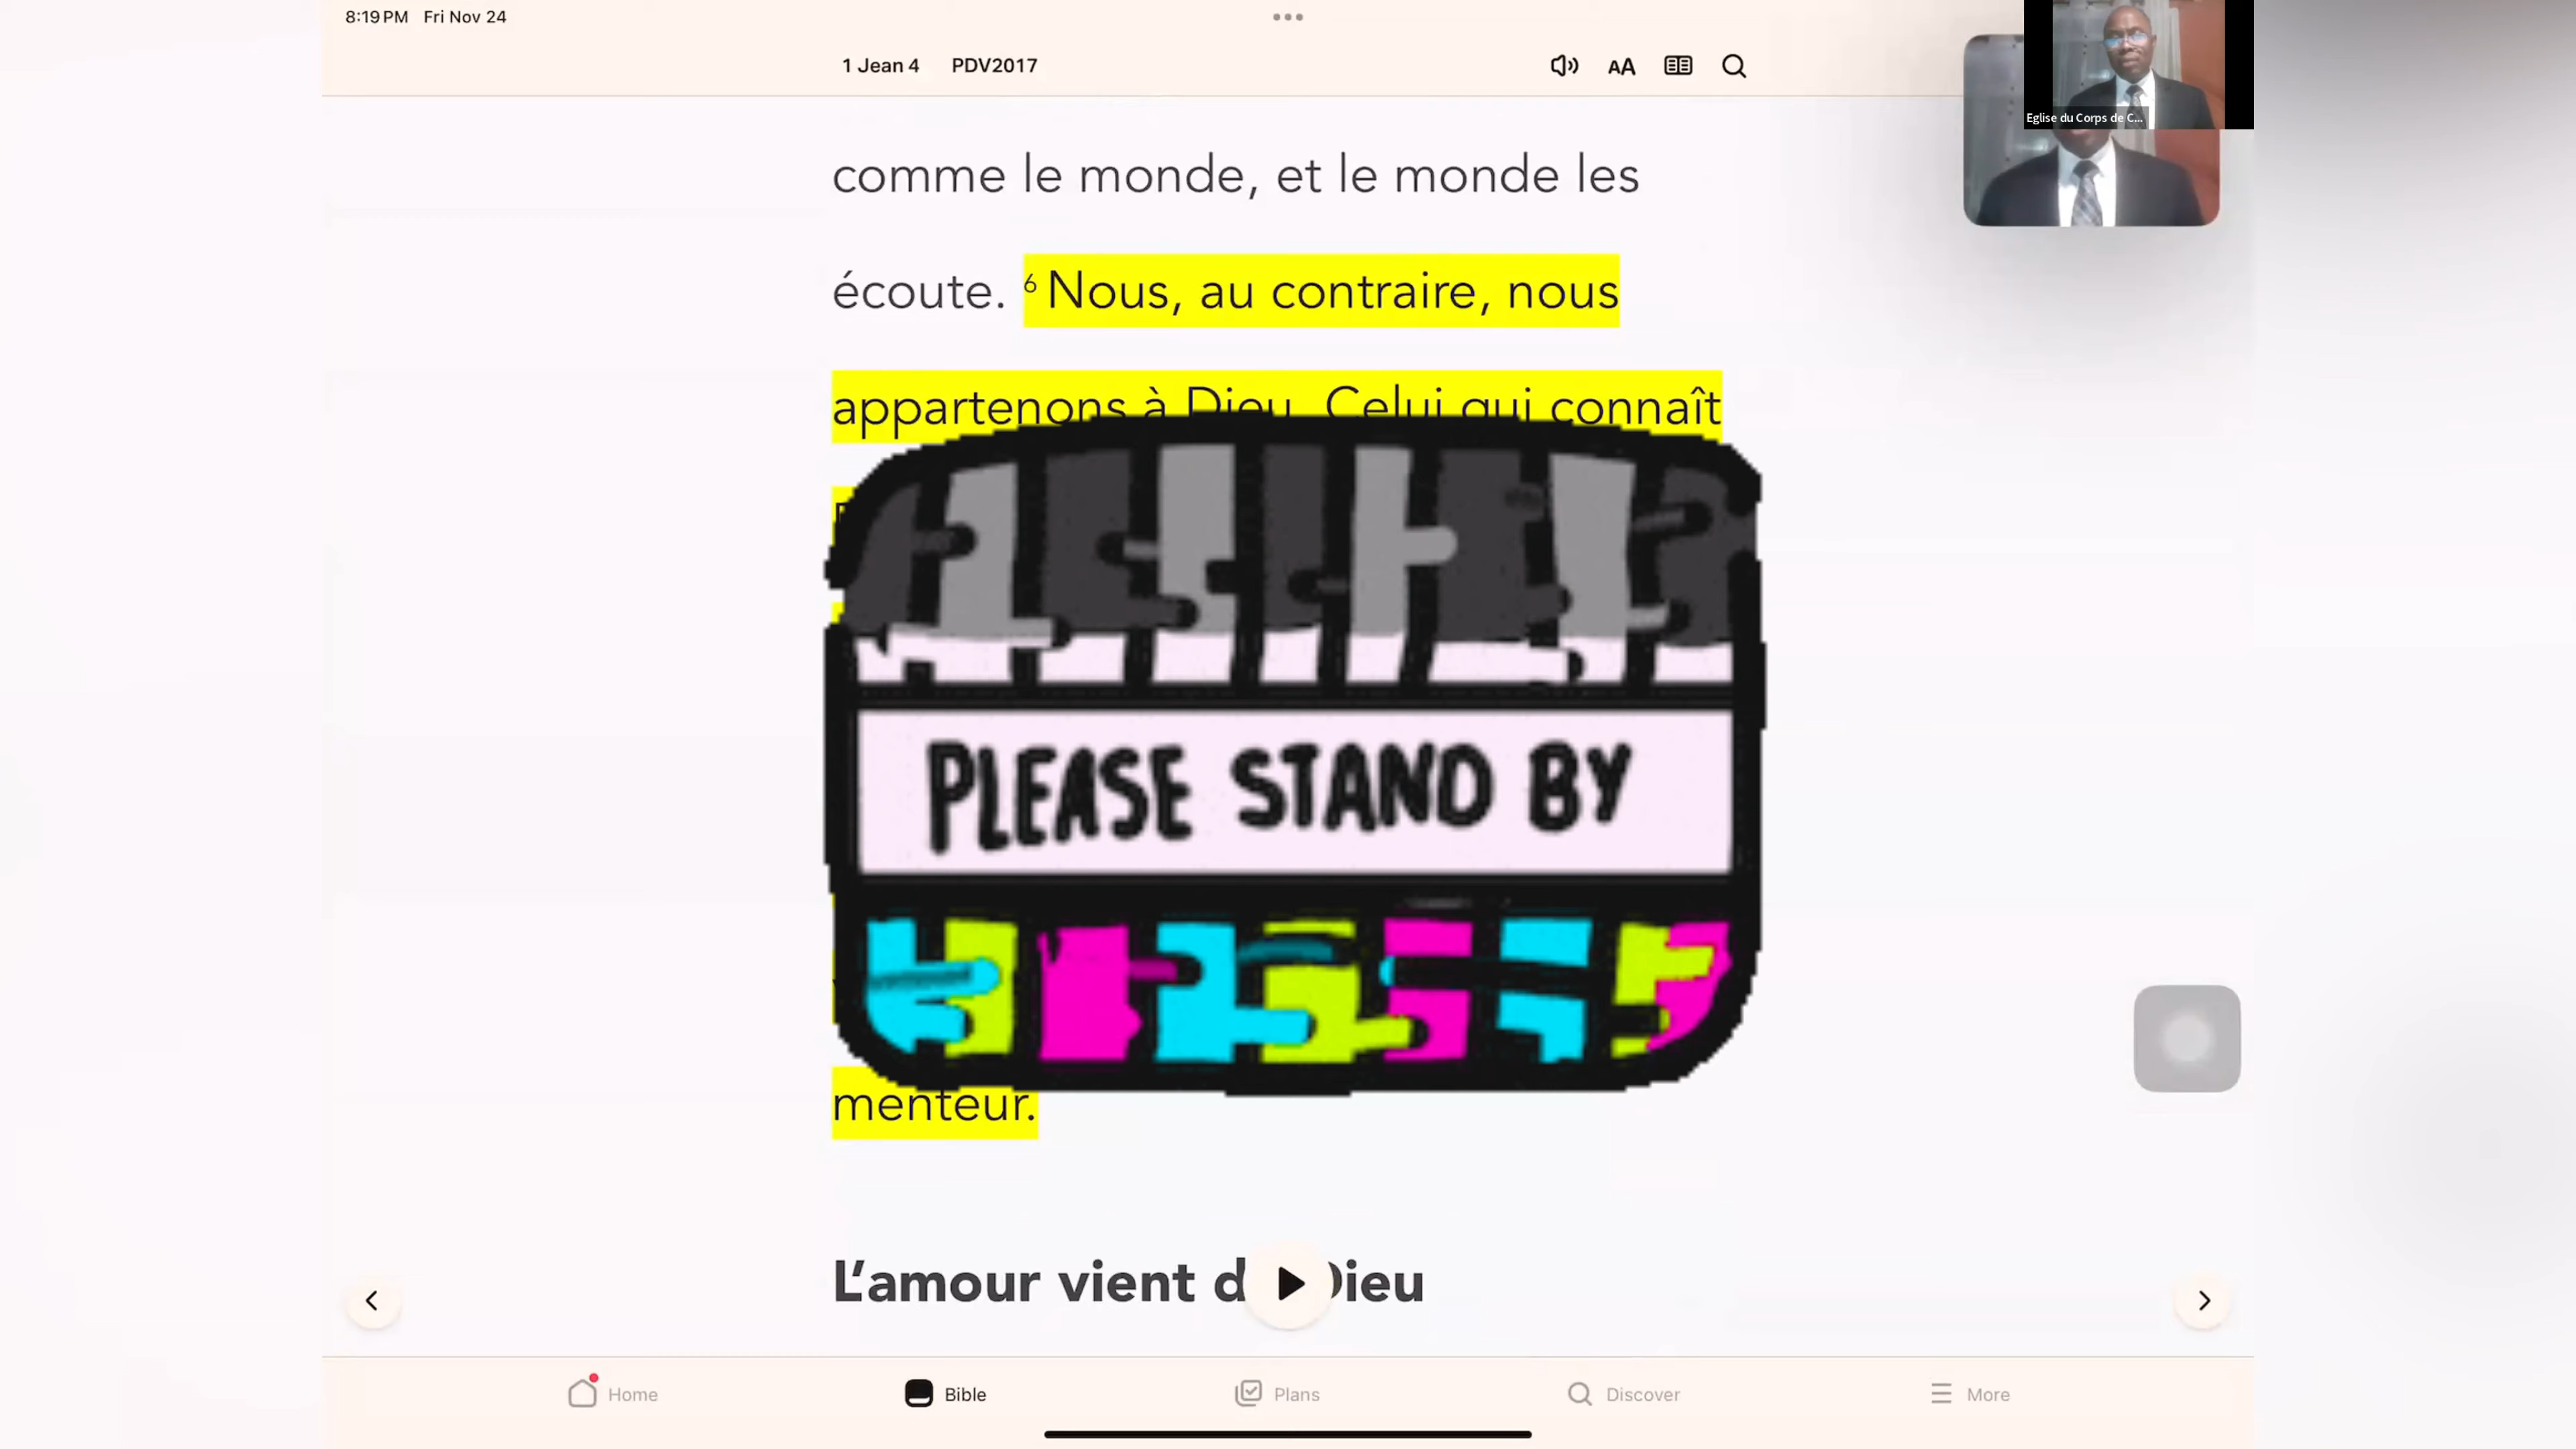 8:19 PM Fri Nov 24
1 Jean 4 PDV2017
AA
Eglise du Corps de C...
comme le monde, et le monde les
écoute. 6 Nous, au contraire, nous
appartenons à Dieu. Celui qui connaît
PLEASE STAND BY
menteur.
L'amour vient Dieu
Home Bible Plans Discover More